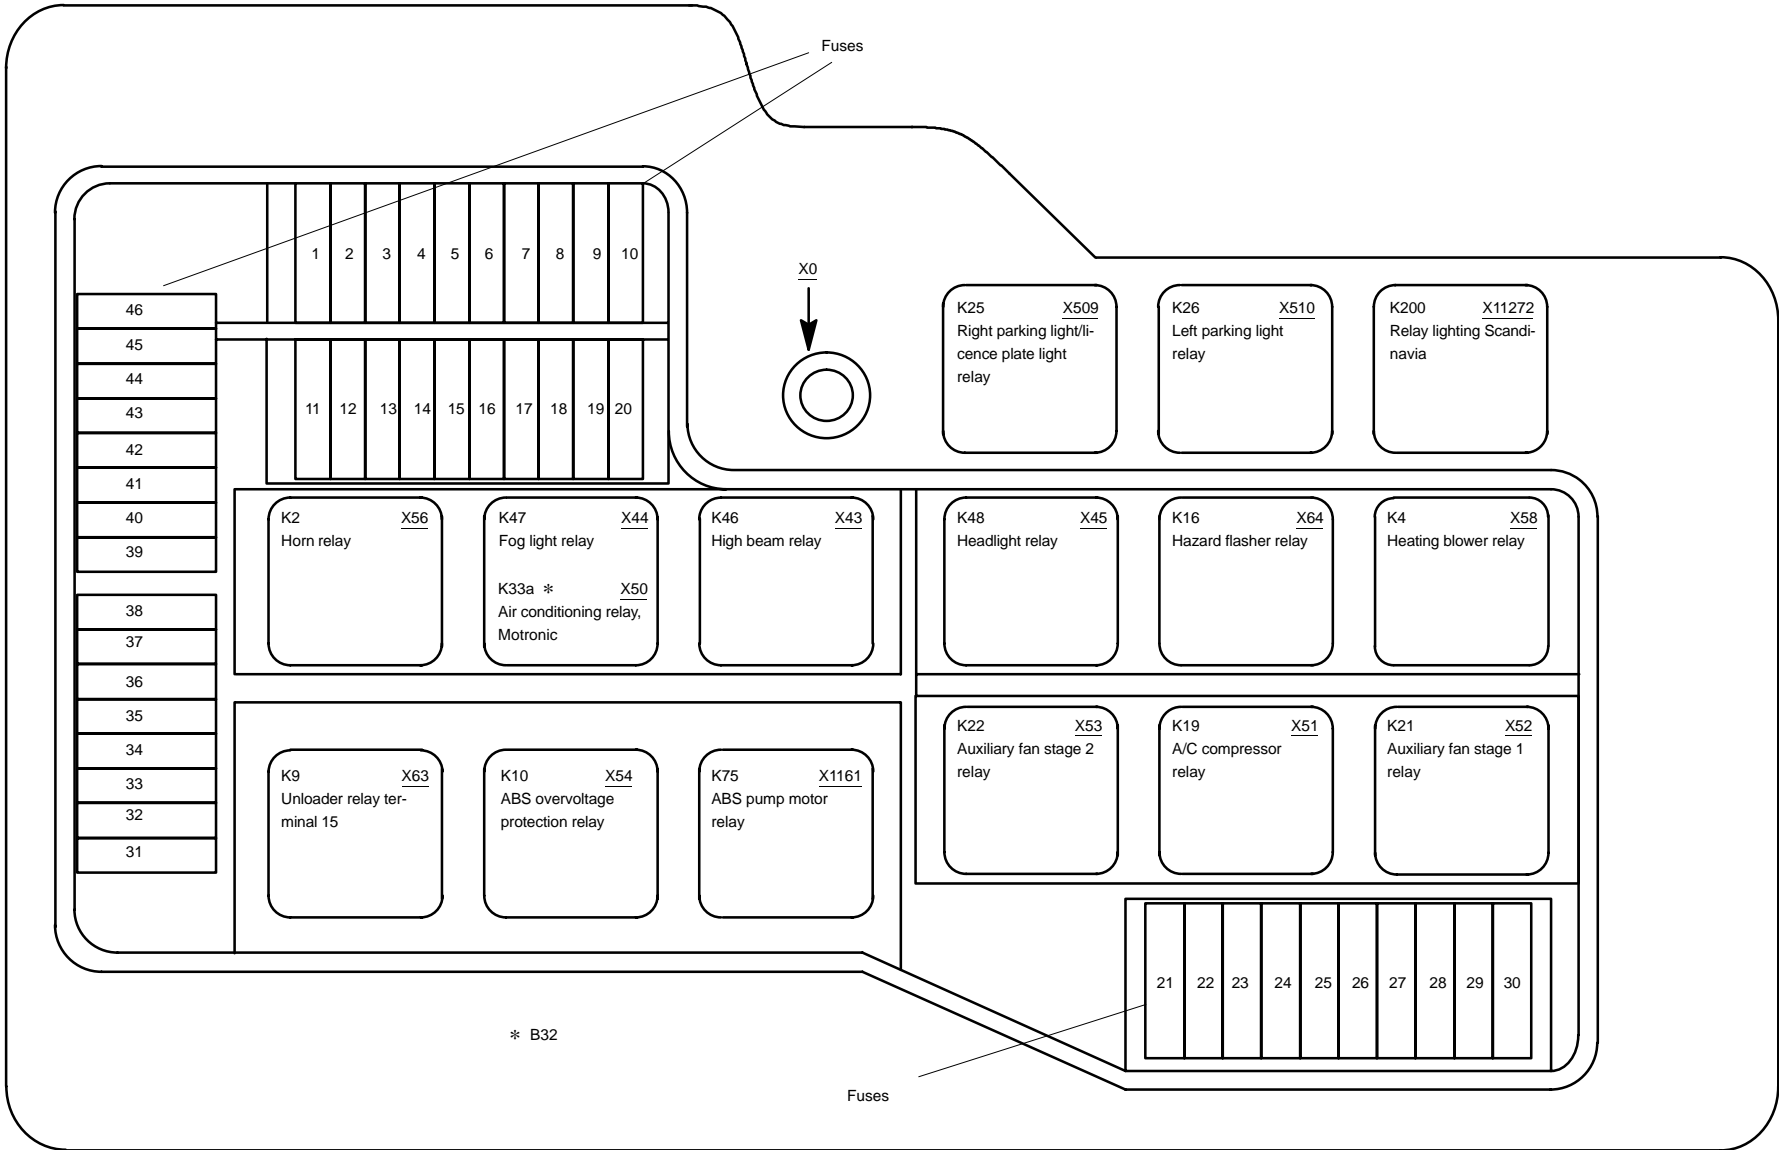 Fuses
1 2 3 4 5 6 7 8 9 10
X0
46
45
44
43
42
41
40
39
38
37
36
35
34
33
32
31
11 12 13 14 15 16 17 18 19 20
K25 X509
Right parking light/li-
cence plate light
relay
K26 X510
Left parking light
relay
K200 X11272
Relay lighting Scandi-
navia
K2 X56
Horn relay
K47 X44
Fog light relay
K33a * X50
Air conditioning relay,
Motronic
K46 X43
High beam relay
K48 X45
Headlight relay
K16 X64
Hazard flasher relay
K4 X58
Heating blower relay
K9 X63
Unloader relay ter-
minal 15
K10 X54
ABS overvoltage
protection relay
K75 X1161
ABS pump motor
relay
K22 X53
Auxiliary fan stage 2
relay
K19 X51
A/C compressor
relay
K21 X52
Auxiliary fan stage 1
relay
21 22 23 24 25 26 27 28 29 30
* B32
Fuses